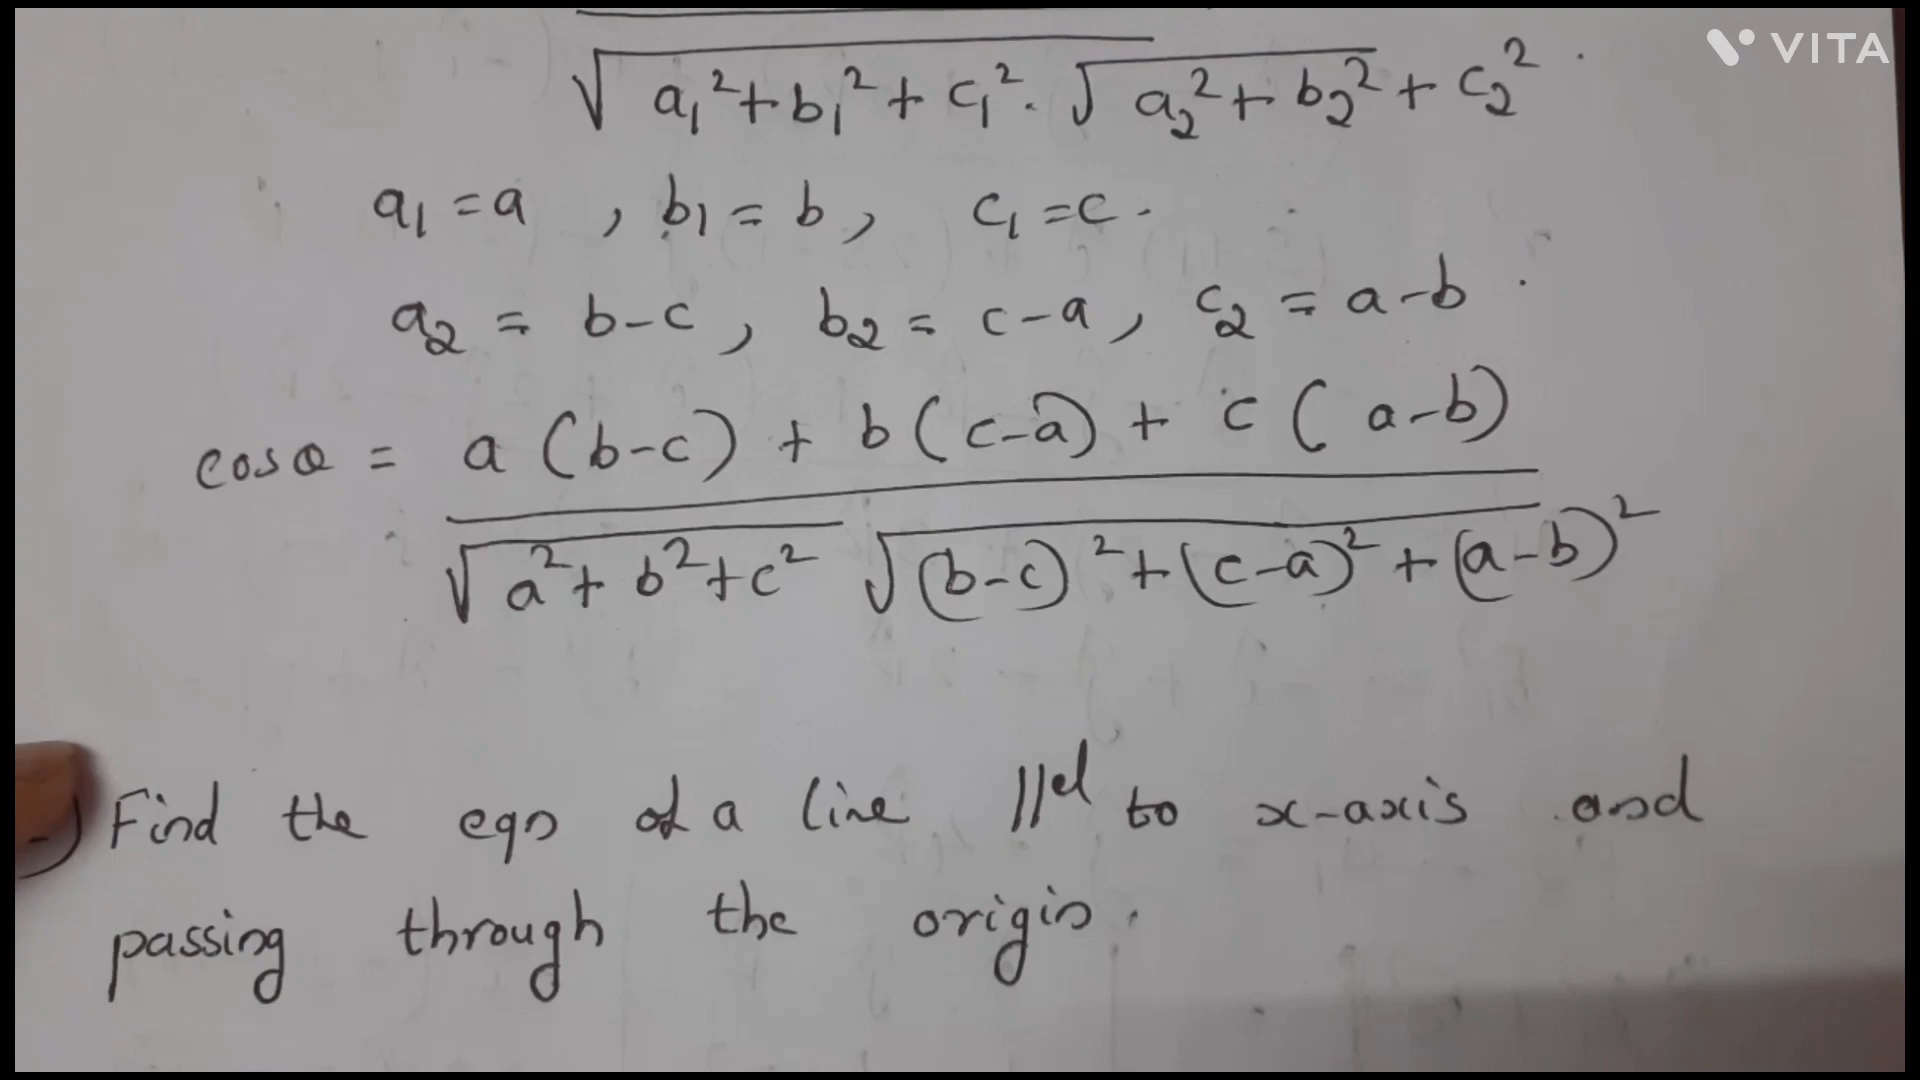 VITA
√a₁²+b₁²+c₁². √a₂²+b₂²+c₂².
a₁=a , b₁=b, c₁=c.
a₂ = b-c, b₂ = c-a, c₂ = a-b.
cosθ = a(b-c) + b(c-a) + c(a-b)
√a²+b²+c² √(b-c)²+(c-a)²+(a-b)²
Find the eqn of a line ||el to x-axis and
passing through the origin.